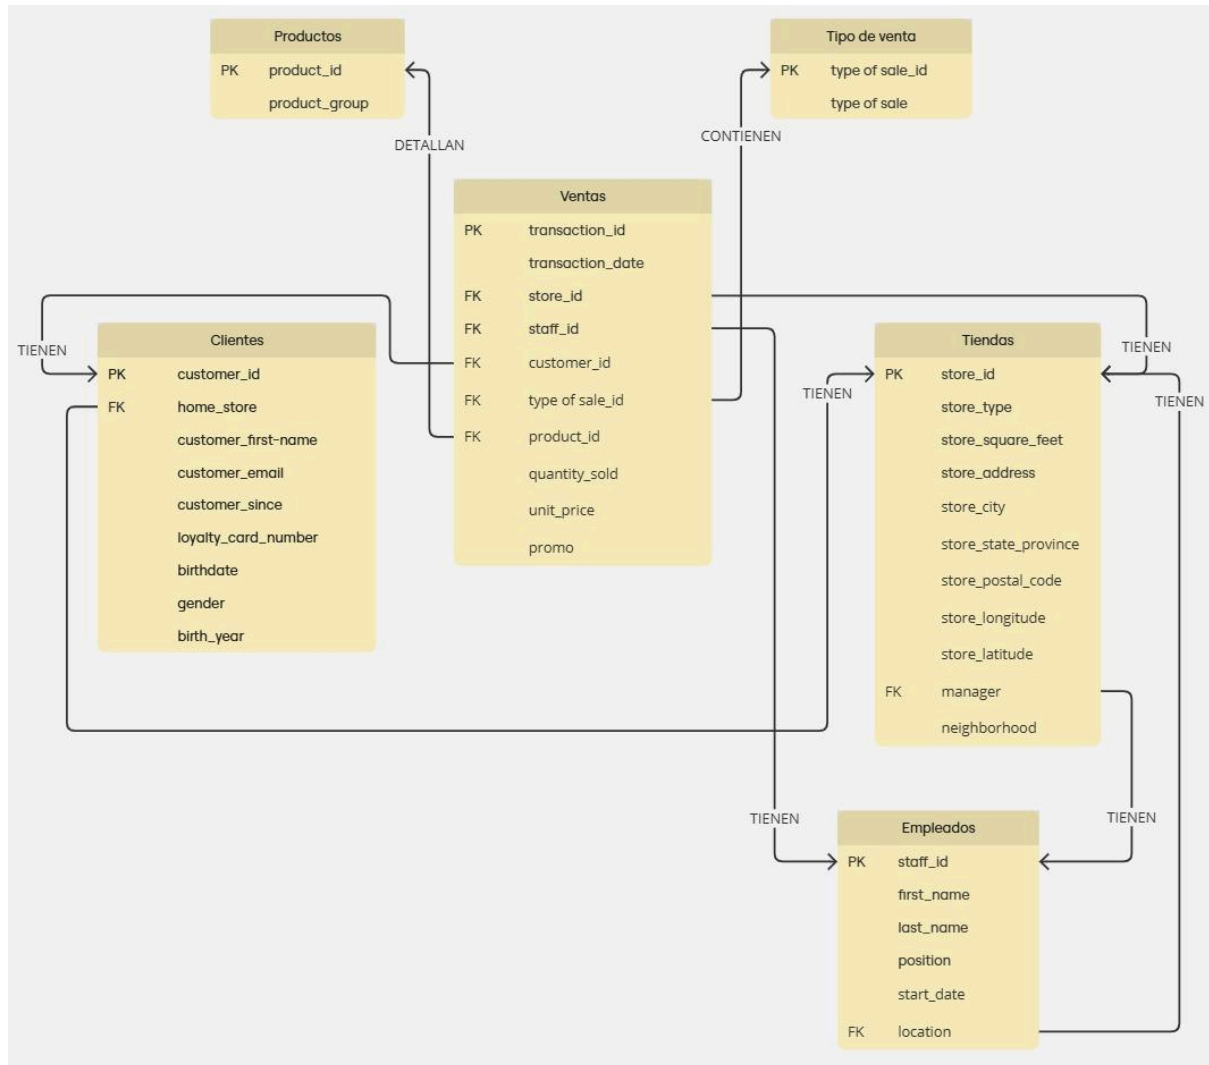 Productos
PK product_id
product_group
Tipo de venta
PK type of sale_id
type of sale
DETALLAN
CONTIENEN
Ventas
PK transaction_id
transaction_date
FK store_id
FK staff_id
FK customer_id
FK type of sale_id
FK product_id
quantity_sold
unit_price
promo
TIENEN
Clientes
PK customer_id
FK home_store
customer_first-name
customer_email
customer_since
loyalty_card_number
birthdate
gender
birth_year
TIENEN
Tiendas
PK store_id
store_type
store_square_feet
store_address
store_city
store_state_province
store_postal_code
store_longitude
store_latitude
FK manager
neighborhood
TIENEN
TIENEN
TIENEN
TIENEN
Empleados
PK staff_id
first_name
last_name
position
start_date
FK location